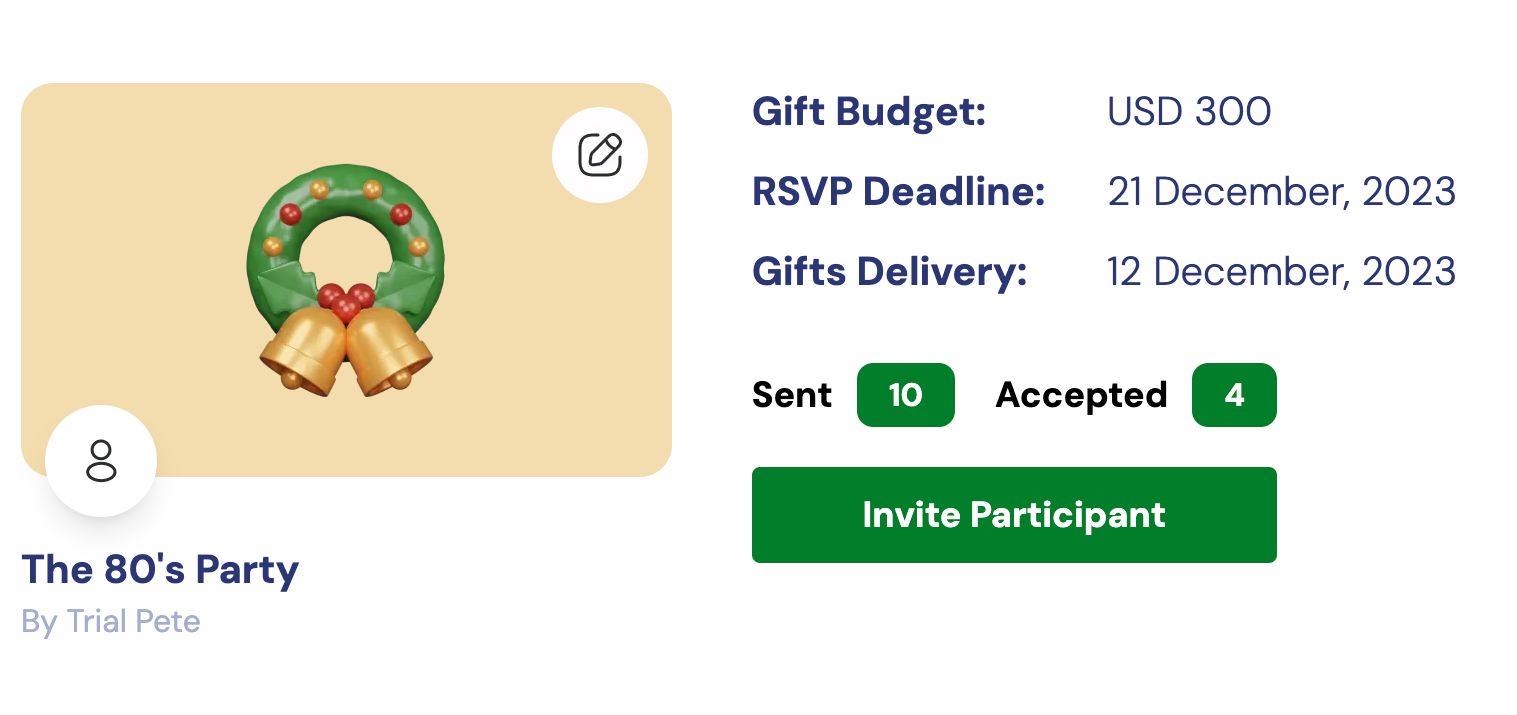 Gift Budget: USD 300
RSVP Deadline: 21 December, 2023
Gifts Delivery: 12 December, 2023
Sent 10 Accepted 4
Invite Participant
The 80's Party
By Trial Pete